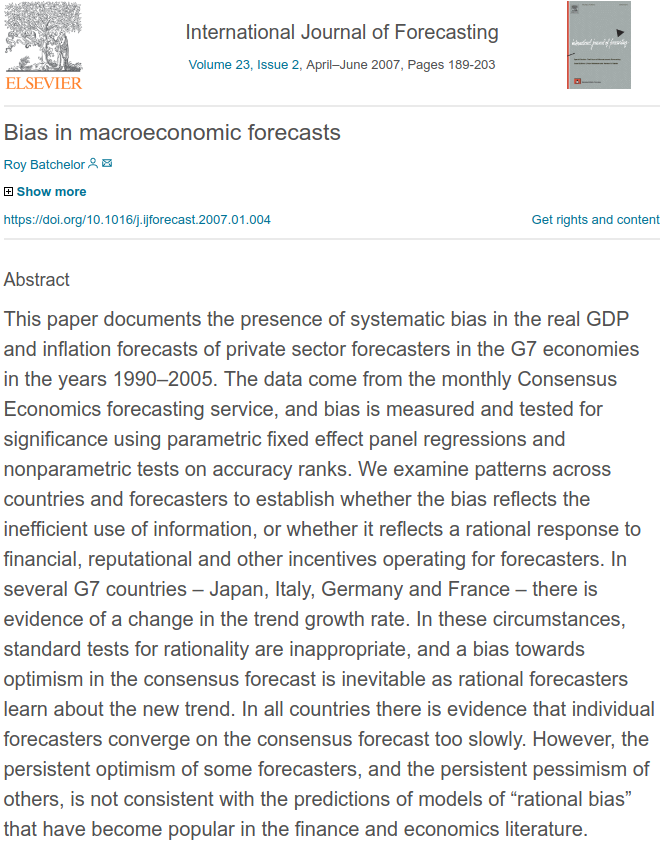 International Journal of Forecasting
Volume 23, Issue 2, April–June 2007, Pages 189-203
ELSEVIER
Bias in macroeconomic forecasts
Roy Batchelor
Show more
https://doi.org/10.1016/j.ijforecast.2007.01.004
Get rights and content
Abstract
This paper documents the presence of systematic bias in the real GDP
and inflation forecasts of private sector forecasters in the G7 economies
in the years 1990–2005. The data come from the monthly Consensus
Economics forecasting service, and bias is measured and tested for
significance using parametric fixed effect panel regressions and
nonparametric tests on accuracy ranks. We examine patterns across
countries and forecasters to establish whether the bias reflects the
inefficient use of information, or whether it reflects a rational response to
financial, reputational and other incentives operating for forecasters. In
several G7 countries – Japan, Italy, Germany and France – there is
evidence of a change in the trend growth rate. In these circumstances,
standard tests for rationality are inappropriate, and a bias towards
optimism in the consensus forecast is inevitable as rational forecasters
learn about the new trend. In all countries there is evidence that individual
forecasters converge on the consensus forecast too slowly. However, the
persistent optimism of some forecasters, and the persistent pessimism of
others, is not consistent with the predictions of models of “rational bias”
that have become popular in the finance and economics literature.